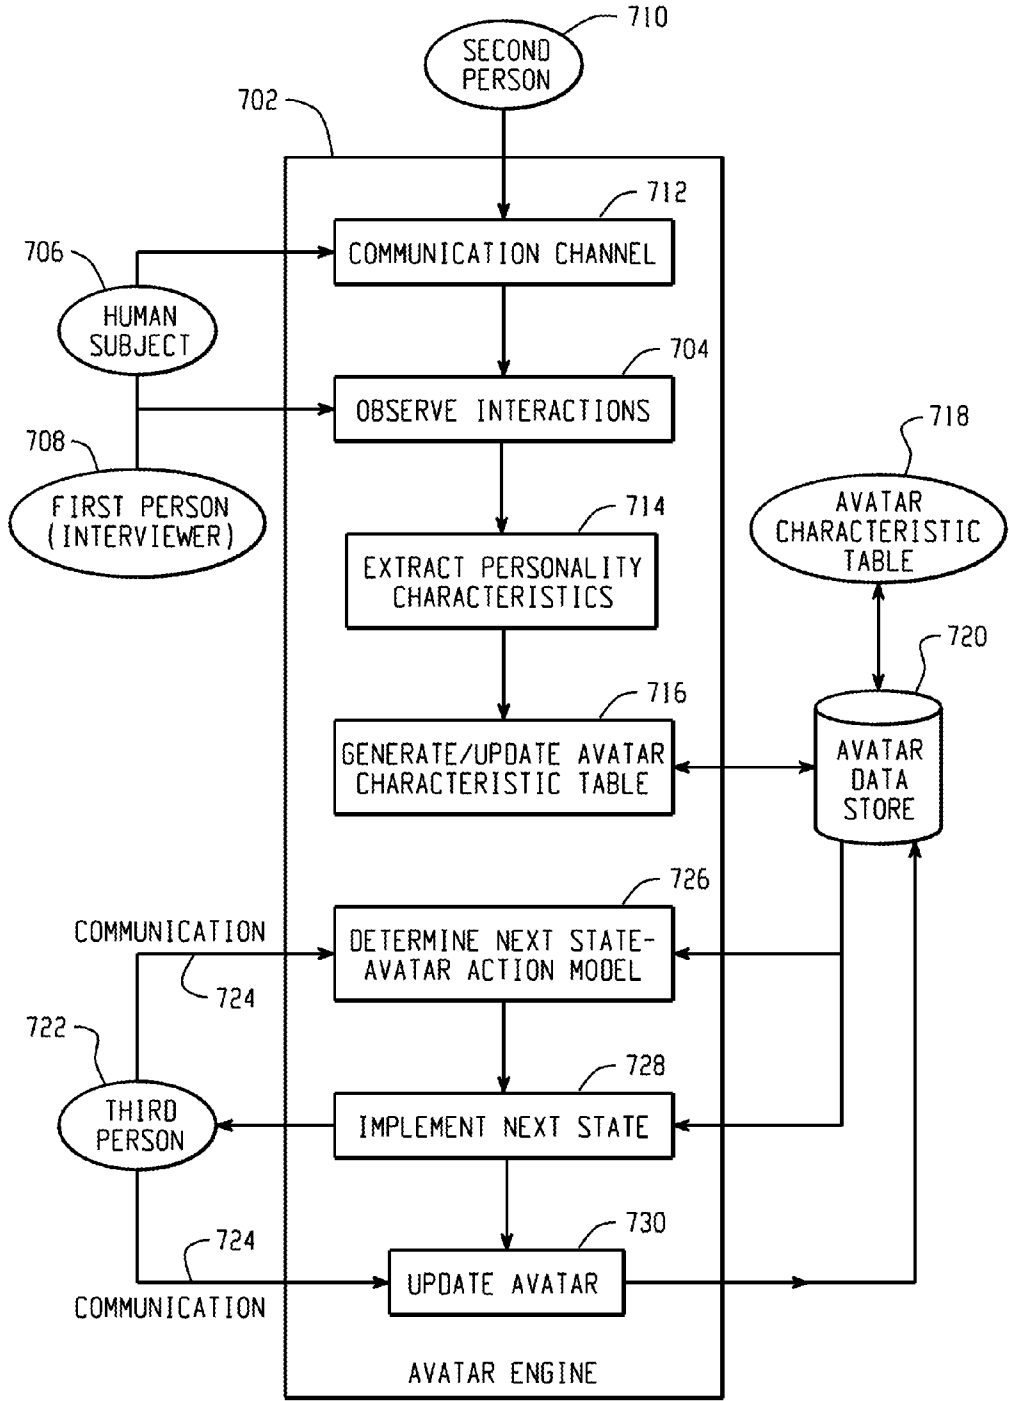 710
SECOND
PERSON
702
712
COMMUNICATION CHANNEL
706
HUMAN
SUBJECT
704
OBSERVE INTERACTIONS
708
FIRST PERSON
(INTERVIEWER)
718
AVATAR
CHARACTERISTIC
TABLE
714
EXTRACT PERSONALITY
CHARACTERISTICS
720
716
GENERATE/UPDATE AVATAR
CHARACTERISTIC TABLE
AVATAR
DATA
STORE
726
COMMUNICATION
DETERMINE NEXT STATE-
AVATAR ACTION MODEL
724
722
728
THIRD
PERSON
IMPLEMENT NEXT STATE
724
730
UPDATE AVATAR
COMMUNICATION
AVATAR ENGINE